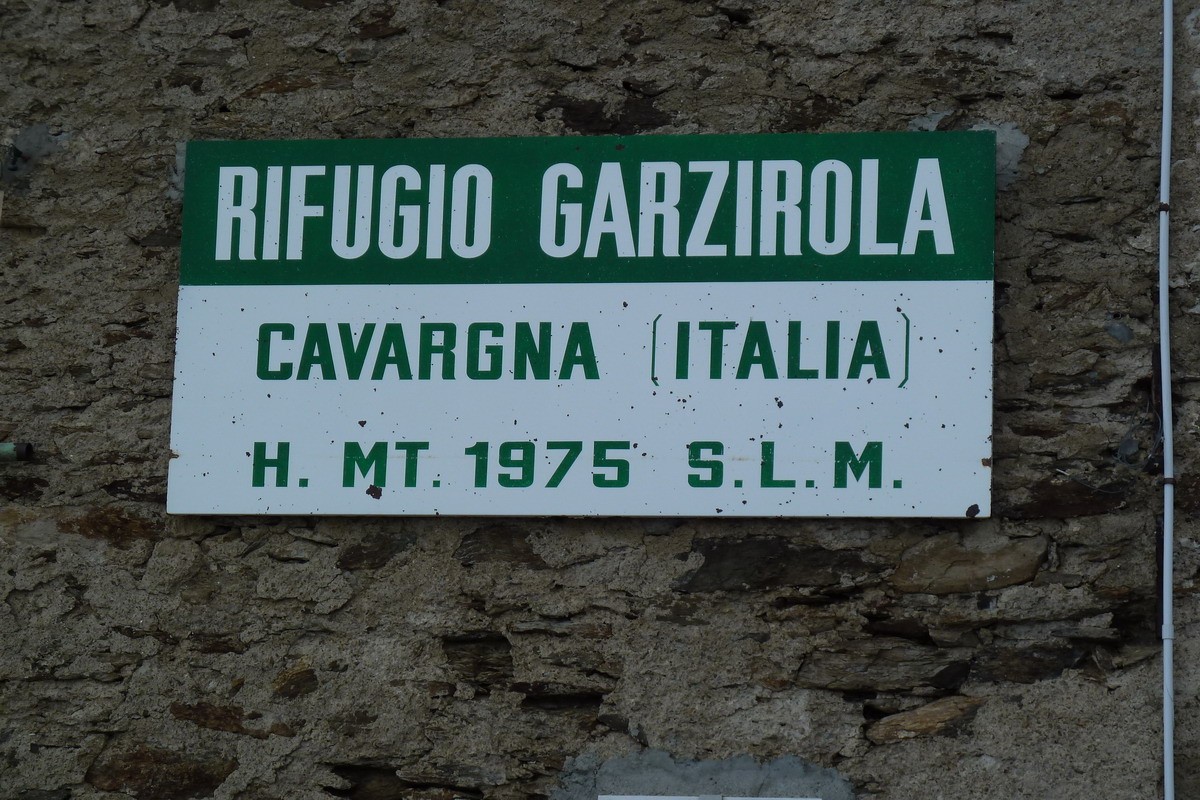 RIFUGIO GARZIROLA
CAVARGNA (ITALIA)
H. MT. 1975 S.L.M.